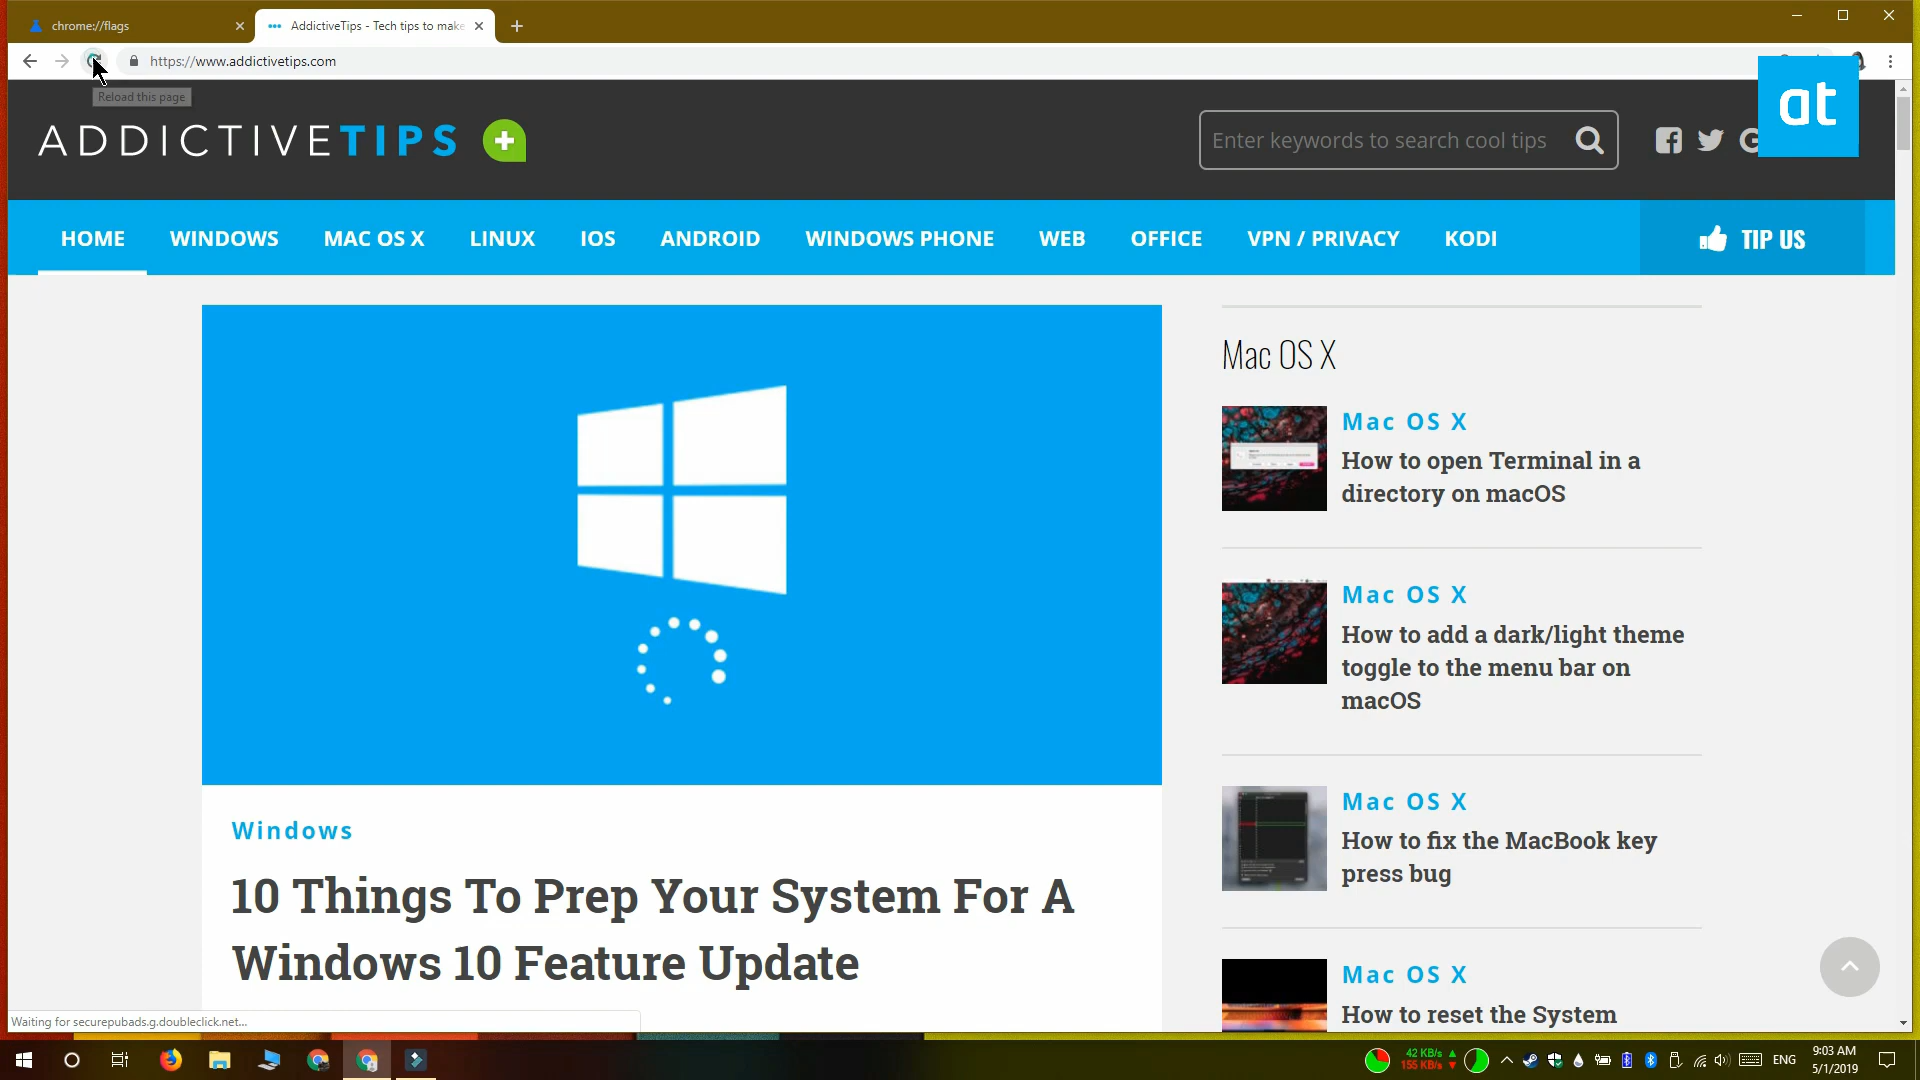 chrome://flags
AddictiveTips - Tech tips to make
https://www.addictivetips.com
Reload this page
ADDICTIVETIPS
Enter keywords to search cool tips
at
HOME
WINDOWS
MAC OS X
LINUX
IOS
ANDROID
WINDOWS PHONE
WEB
OFFICE
VPN / PRIVACY
KODI
TIP US
Windows
10 Things To Prep Your System For A
Windows 10 Feature Update
Mac OS X
Mac OS X
How to open Terminal in a
directory on macOS
Mac OS X
How to add a dark/light theme
toggle to the menu bar on
macOS
Mac OS X
How to fix the MacBook key
press bug
Mac OS X
How to reset the System
Waiting for securepubads.g.doubleclick.net...
42 KB/s
155 KB/s
ENG
9:03 AM
5/1/2019